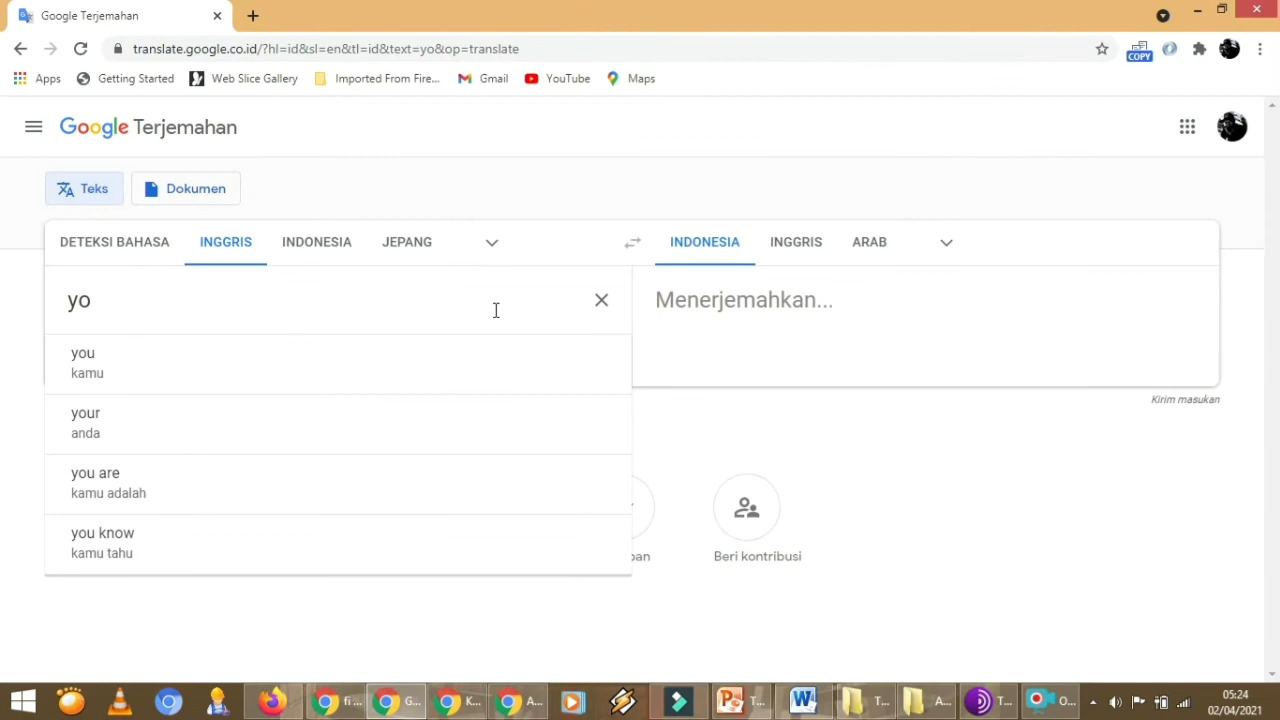 Google Terjemahan
translate.google.co.id/?hl=id&sl=en&tl=id&text=yo&op=translate
COPY
Apps
Getting Started
Web Slice Gallery
Imported From Fire...
Gmail
YouTube
Maps
Google Terjemahan
Teks
Dokumen
DETEKSI BAHASA
INGGRIS
INDONESIA
JEPANG
INDONESIA
INGGRIS
ARAB
yo
Menerjemahkan...
you
kamu
your
anda
you are
kamu adalah
you know
kamu tahu
Kirim masukan
pan
Beri kontribusi
fi...
G...
K...
A...
T...
T...
A...
T...
O...
05:24
02/04/2021